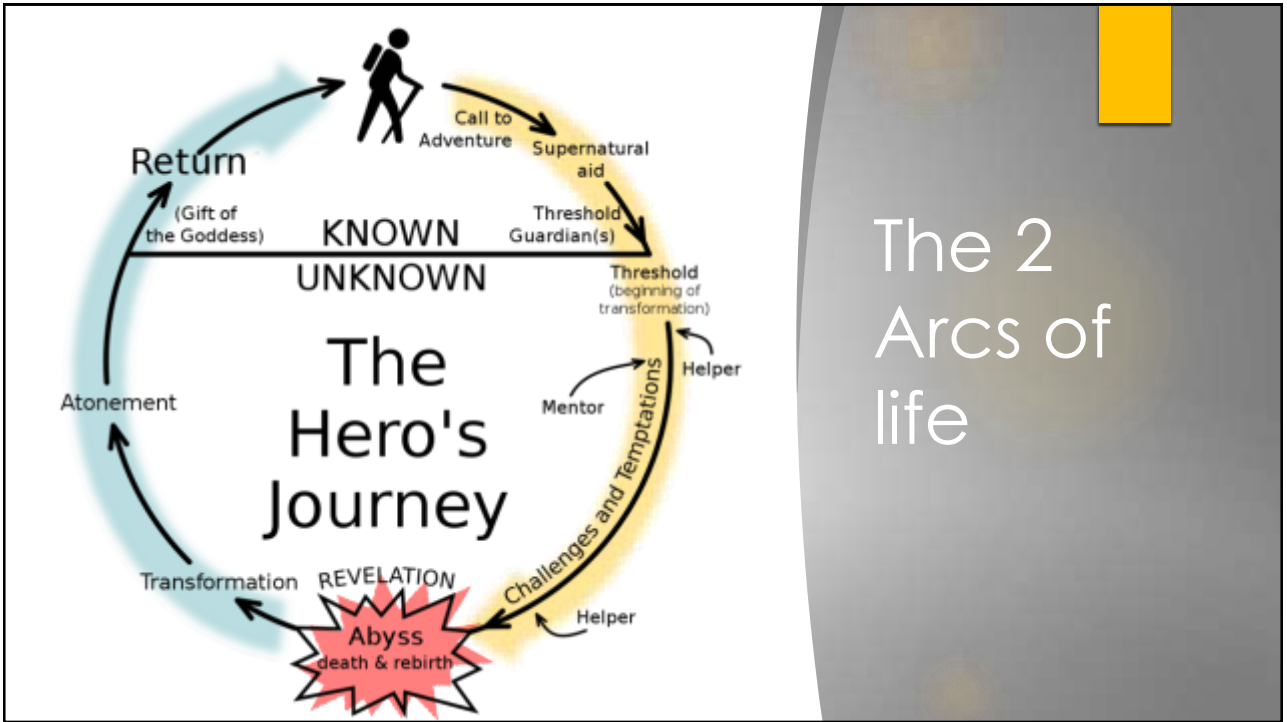 Call to
Adventure
Supernatural
aid
Return
(Gift of
the Goddess)
KNOWN
Threshold
Guardian(s)
UNKNOWN
Threshold
(beginning of
transformation)
Helper
Mentor
Challenges and Temptations
The
Hero's
Journey
Atonement
Transformation
REVELATION
Abyss
death & rebirth
Helper
The 2
Arcs of
life